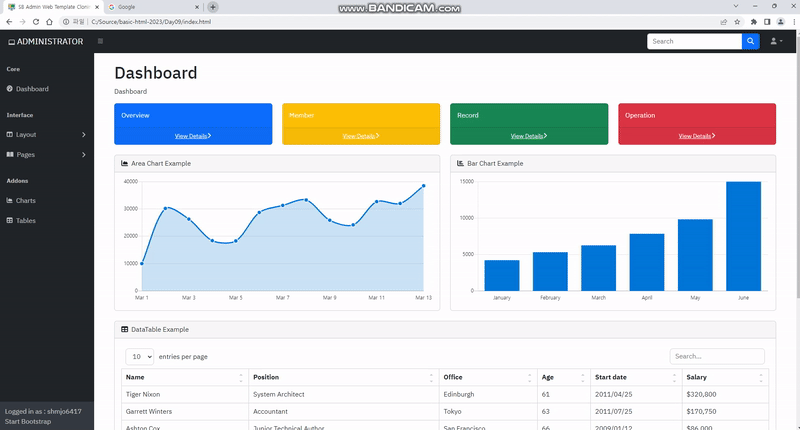 SB Admin Web Template Cloni
Google
www.BANDICAM.com
파일 | C:/Source/basic-html-2023/Day09/index.html
ADMINISTRATOR
Search
Core
Dashboard
Interface
Layout
Pages
Addons
Charts
Tables
Logged in as : shmjo6417
Start Bootstrap
Dashboard
Dashboard
Overview
View Details
Member
View Details
Record
View Details
Operation
View Details
Area Chart Example
40000
30000
20000
10000
0
Mar 1 Mar 3 Mar 5 Mar 7 Mar 9 Mar 11 Mar 13
Bar Chart Example
15000
10000
5000
0
January February March April May June
DataTable Example
10 entries per page
Search...
Name Position Office Age Start date Salary
Tiger Nixon System Architect Edinburgh 61 2011/04/25 $320,800
Garrett Winters Accountant Tokyo 63 2011/07/25 $170,750
Ashton Cox Junior Technical Author San Francisco 66 2009/01/12 $86,000